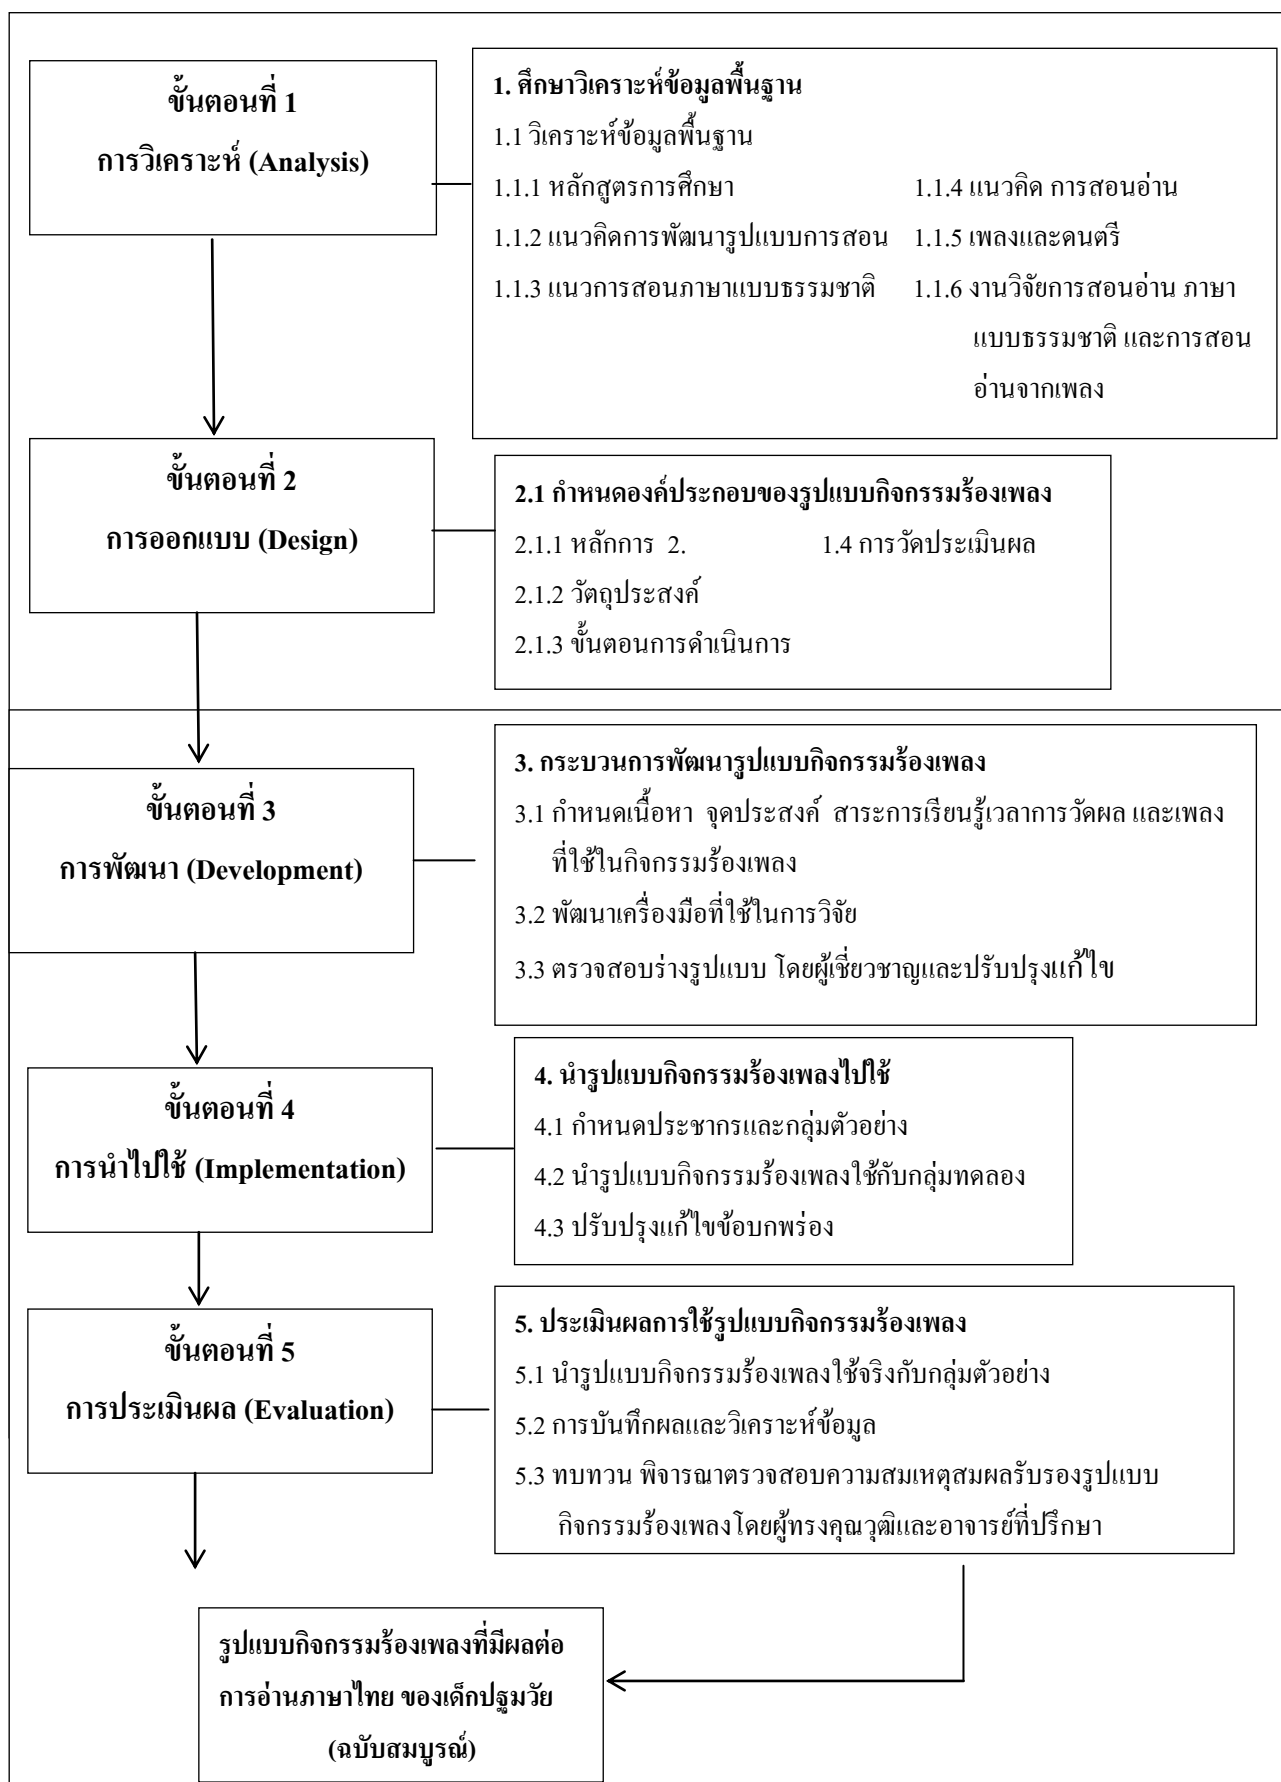 ขั้นตอนที่ 1
การวิเคราะห์ (Analysis)
1. ศึกษาวิเคราะห์ข้อมูลพื้นฐาน
1.1 วิเคราะห์ข้อมูลพื้นฐาน
1.1.1 หลักสูตรการศึกษา 1.1.4 แนวคิด การสอนอ่าน
1.1.2 แนวคิดการพัฒนารูปแบบการสอน 1.1.5 เพลงและดนตรี
1.1.3 แนวการสอนภาษาแบบธรรมชาติ 1.1.6 งานวิจัยการสอนอ่าน ภาษา
แบบธรรมชาติ และการสอน
อ่านจากเพลง
ขั้นตอนที่ 2
การออกแบบ (Design)
2.1 กำหนดองค์ประกอบของรูปแบบกิจกรรมร้องเพลง
2.1.1 หลักการ 2. 1.4 การวัดประเมินผล
2.1.2 วัตถุประสงค์
2.1.3 ขั้นตอนการดำเนินการ
ขั้นตอนที่ 3
การพัฒนา (Development)
3. กระบวนการพัฒนารูปแบบกิจกรรมร้องเพลง
3.1 กำหนดเนื้อหา จุดประสงค์ สาระการเรียนรู้เวลาการวัดผล และเพลง
ที่ใช้ในกิจกรรมร้องเพลง
3.2 พัฒนาเครื่องมือที่ใช้ในการวิจัย
3.3 ตรวจสอบร่างรูปแบบ โดยผู้เชี่ยวชาญและปรับปรุงแก้ไข
ขั้นตอนที่ 4
การนำไปใช้ (Implementation)
4. นำรูปแบบกิจกรรมร้องเพลงไปใช้
4.1 กำหนดประชากรและกลุ่มตัวอย่าง
4.2 นำรูปแบบกิจกรรมร้องเพลงใช้กับกลุ่มทดลอง
4.3 ปรับปรุงแก้ไขข้อบกพร่อง
ขั้นตอนที่ 5
การประเมินผล (Evaluation)
5. ประเมินผลการใช้รูปแบบกิจกรรมร้องเพลง
5.1 นำรูปแบบกิจกรรมร้องเพลงใช้จริงกับกลุ่มตัวอย่าง
5.2 การบันทึกผลและวิเคราะห์ข้อมูล
5.3 ทบทวน พิจารณาตรวจสอบความสมเหตุสมผลรับรองรูปแบบ
กิจกรรมร้องเพลงโดยผู้ทรงคุณวุฒิและอาจารย์ที่ปรึกษา
รูปแบบกิจกรรมร้องเพลงที่มีผลต่อ
การอ่านภาษาไทย ของเด็กปฐมวัย
(ฉบับสมบูรณ์)